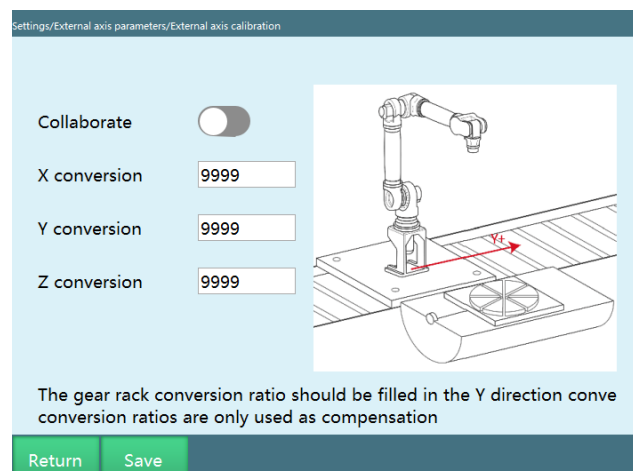 Settings/External axis parameters/External axis calibration
Collaborate
X conversion 9999
Y conversion 9999
Z conversion 9999
Y+
The gear rack conversion ratio should be filled in the Y direction conve
conversion ratios are only used as compensation
Return Save